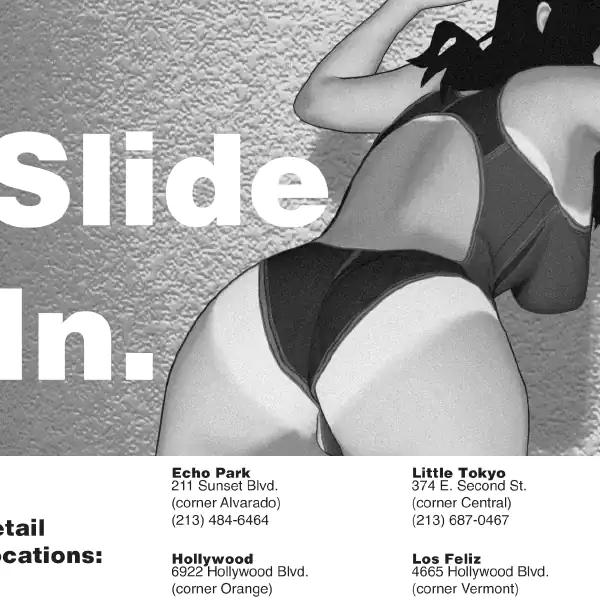 Slide
In.
Echo Park
211 Sunset Blvd.
(corner Alvarado)
(213) 484-6464
Little Tokyo
374 E. Second St.
(corner Central)
(213) 687-0467
etail
ocations:
Hollywood
6922 Hollywood Blvd.
(corner Orange)
Los Feliz
4665 Hollywood Blvd.
(corner Vermont)